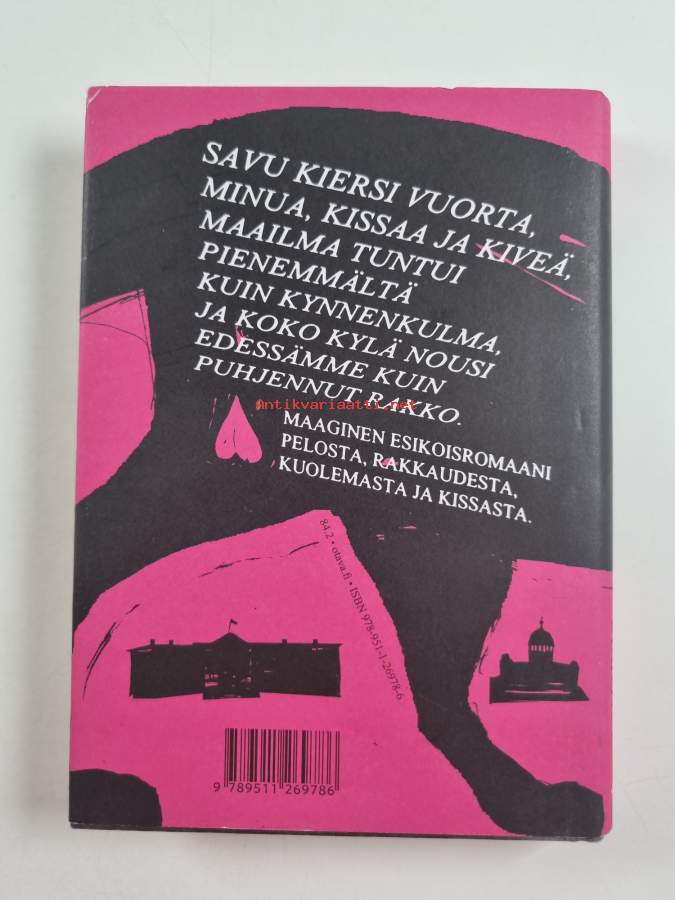 SAVU KIERSI VUORTA,
MINUA, KISSAA JA KIVEÄ,
MAAILMA TUNTUI
PIENEMMÄLTÄ
KUIN KYNNENKULMA,
JA KOKO KYLÄ NOUSI
EDESSÄMME KUIN
PUHJENNUT RAKKO.
Antikvariaatti.net
MAAGINEN ESIKOISROMAANI
PELOSTA, RAKKAUDESTA,
KUOLEMASTA JA KISSASTA.
84.2 • otava.fi • ISBN 978-951-1-26978-6
9 789511 269786